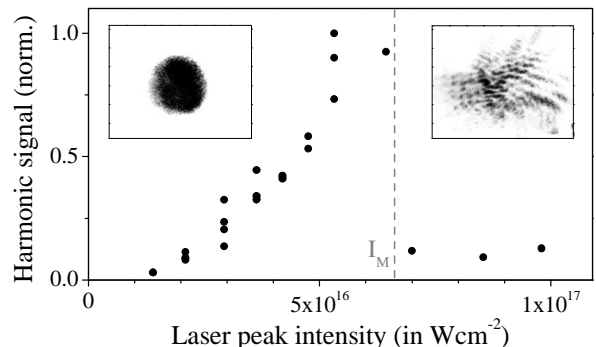 Harmonic signal (norm.)
1.0
0.5
0.0
I_M
0
5x10^16
1x10^17
Laser peak intensity (in Wcm^-2)